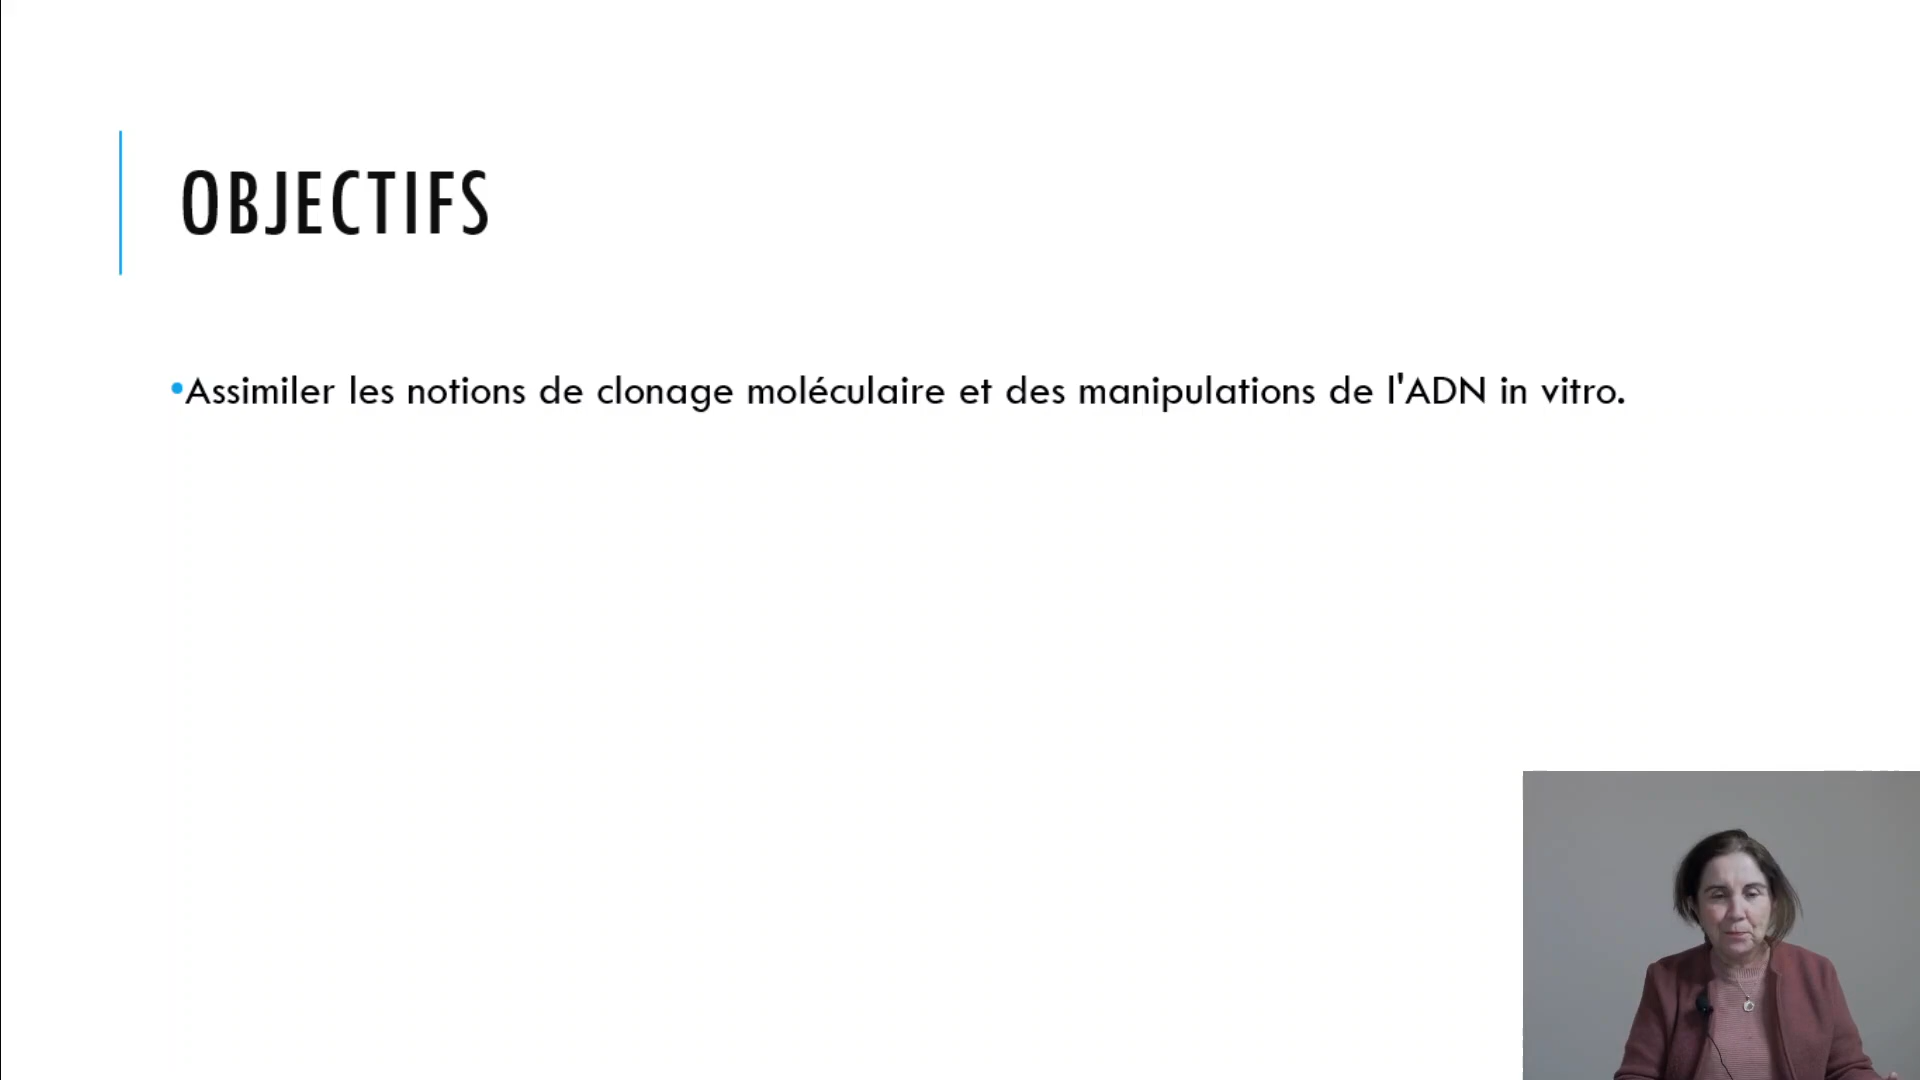 OBJECTIFS
•Assimiler les notions de clonage moléculaire et des manipulations de l'ADN in vitro.